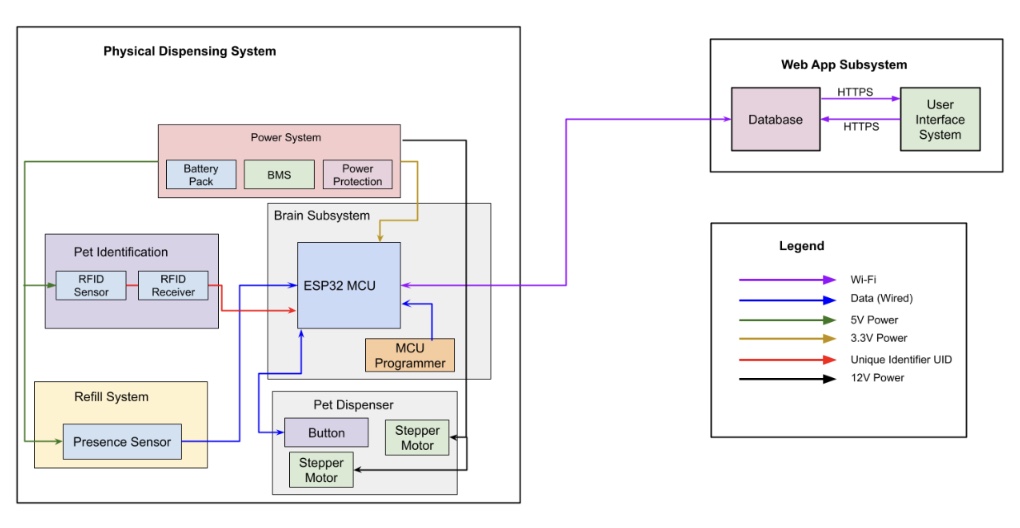 Physical Dispensing System
Power System
Battery
Pack
BMS
Power
Protection
Brain Subsystem
ESP32 MCU
MCU
Programmer
Pet Identification
RFID
Sensor
RFID
Receiver
Refill System
Presence Sensor
Pet Dispenser
Button
Stepper
Motor
Stepper
Motor
Web App Subsystem
Database
HTTPS
HTTPS
User
Interface
System
Legend
Wi-Fi
Data (Wired)
5V Power
3.3V Power
Unique Identifier UID
12V Power